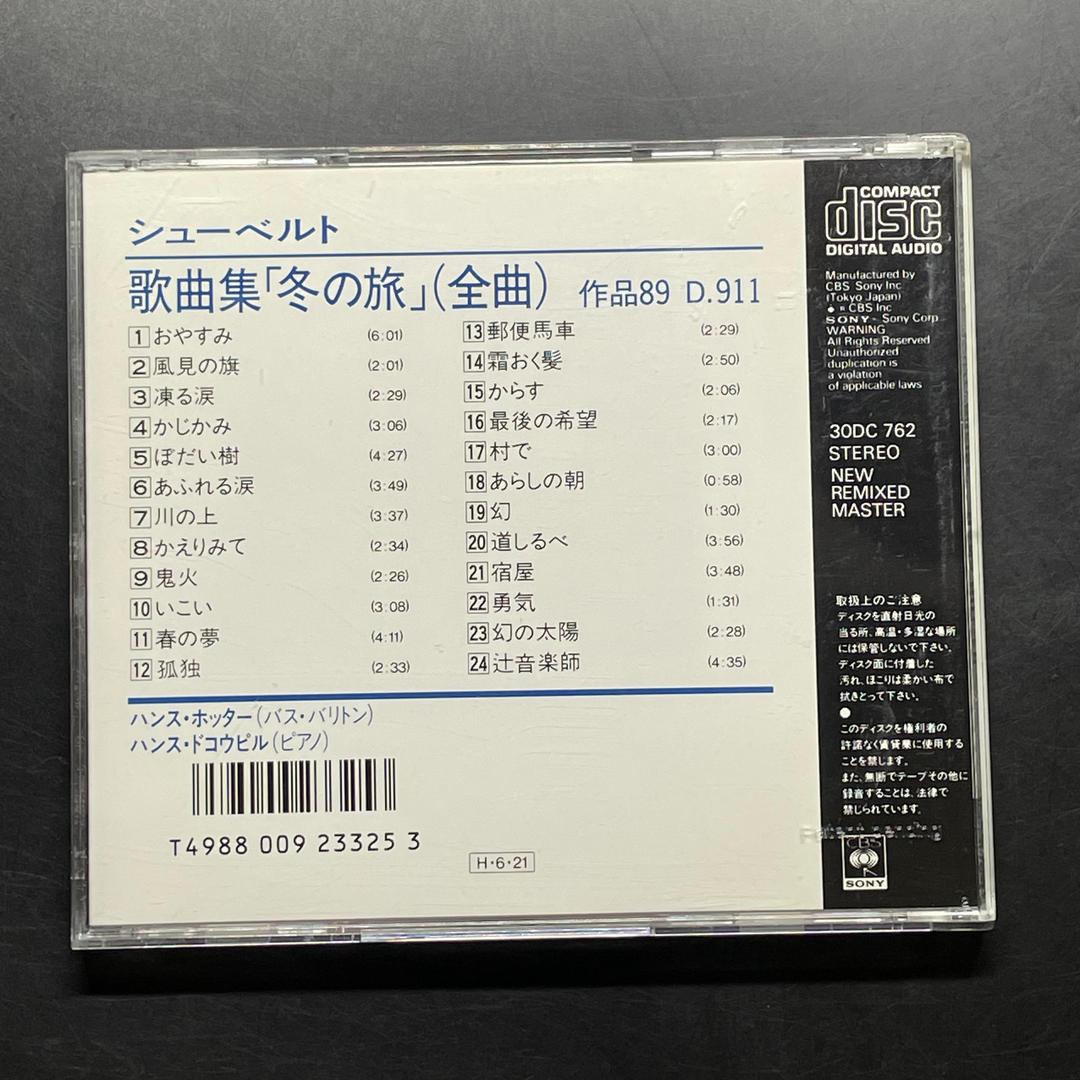 シューベルト
歌曲集「冬の旅」(全曲) 作品89 D.911
1 おやすみ (6:01)
2 風見の旗 (2:01)
3 凍る涙 (2:29)
4 かじかみ (3:06)
5 ぼだい樹 (4:27)
6 あふれる涙 (3:49)
7 川の上 (3:37)
8 かえりみて (2:34)
9 鬼火 (2:26)
10 いこい (3:08)
11 春の夢 (4:11)
12 孤独 (2:33)
13 郵便馬車 (2:29)
14 霜おく髪 (2:50)
15 からす (2:06)
16 最後の希望 (2:17)
17 村で (3:00)
18 あらしの朝 (0:58)
19 幻 (1:30)
20 道しるべ (3:56)
21 宿屋 (3:48)
22 勇気 (1:31)
23 幻の太陽 (2:28)
24 辻音楽師 (4:35)
ハンス・ホッター(バス・バリトン)
ハンス・ドコウピル(ピアノ)
T4988 009 23325 3
H・6・21
COMPACT
disc
DIGITAL AUDIO
Manufactured by
CBS Sony Inc
(Tokyo Japan)
CBS Inc
SONY - Sony Corp
WARNING
All Rights Reserved
Unauthorized
duplication is
a violation
of applicable laws
30DC 762
STEREO
NEW
REMIXED
MASTER
取扱上のご注意
ディスクを直射日光の
当る所、高温・多湿な場所
には保管しないで下さい。
ディスク面に付着した
汚れ、ほこりは柔かい布で
拭きとって下さい。
●
このディスクを権利者の
許諾なく賃貸業に使用する
ことを禁じます。
また、無断でテープその他に
録音することは、法律で
禁じられています。
CBS
SONY